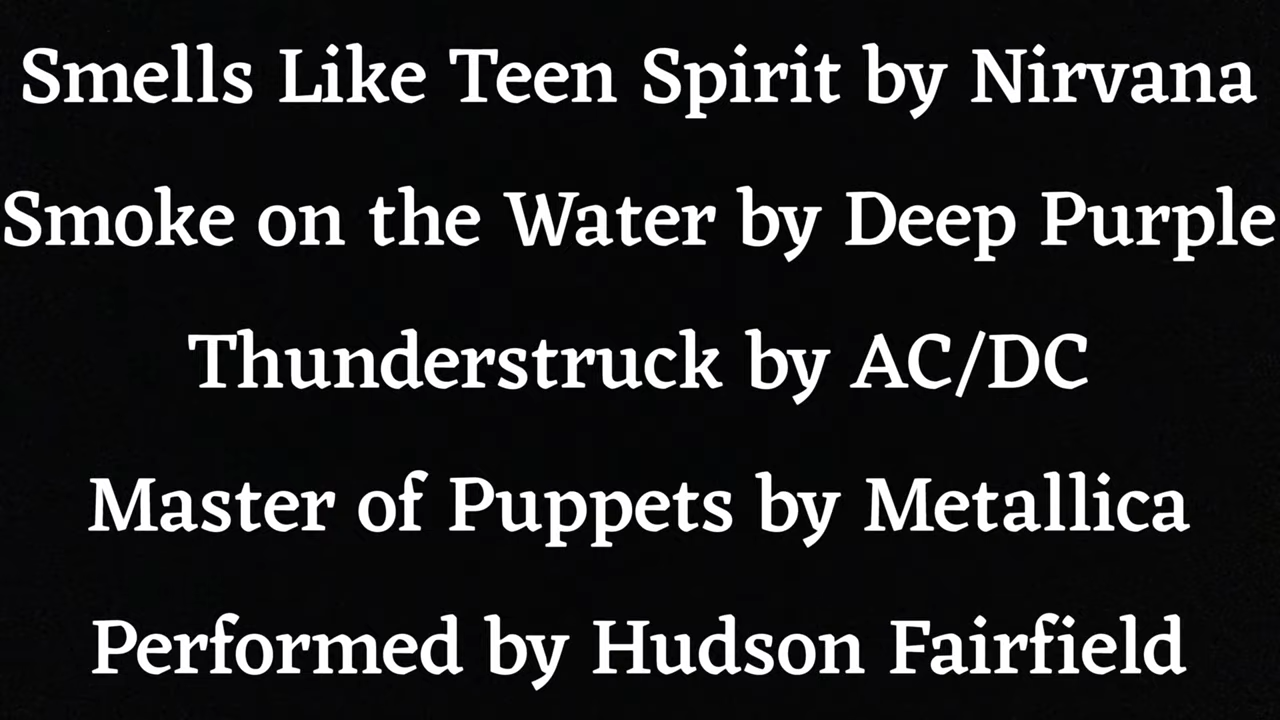 Smells Like Teen Spirit by Nirvana
Smoke on the Water by Deep Purple
Thunderstruck by AC/DC
Master of Puppets by Metallica
Performed by Hudson Fairfield